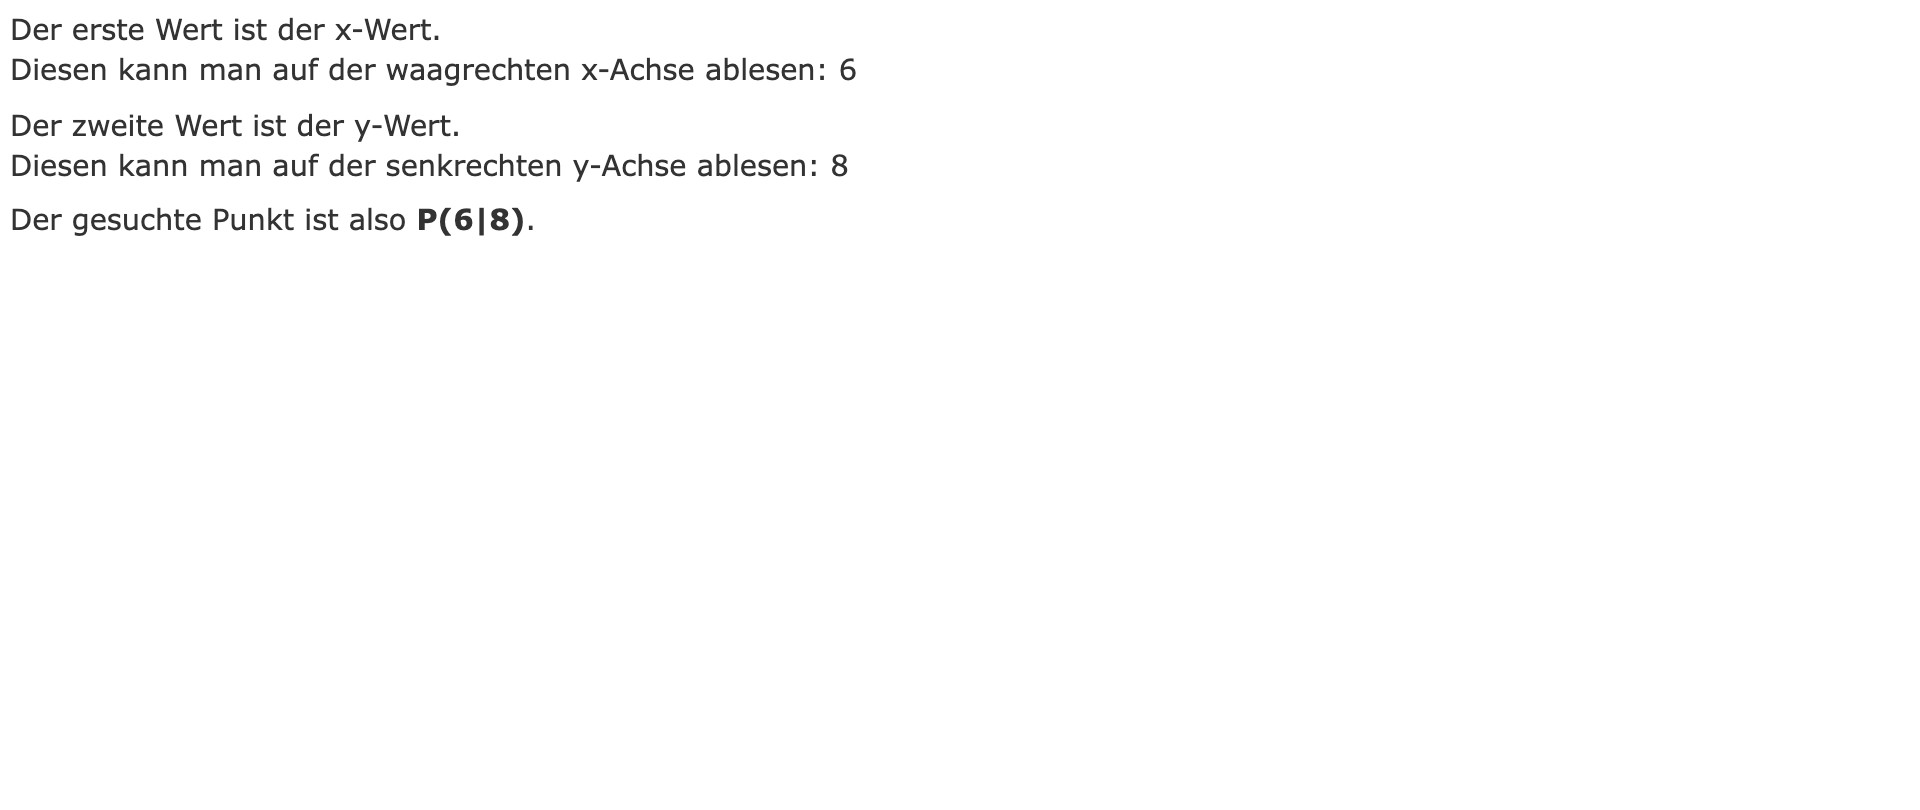 Der erste Wert ist der x-Wert.
Diesen kann man auf der waagrechten x-Achse ablesen: 6
Der zweite Wert ist der y-Wert.
Diesen kann man auf der senkrechten y-Achse ablesen: 8
Der gesuchte Punkt ist also P(6|8).